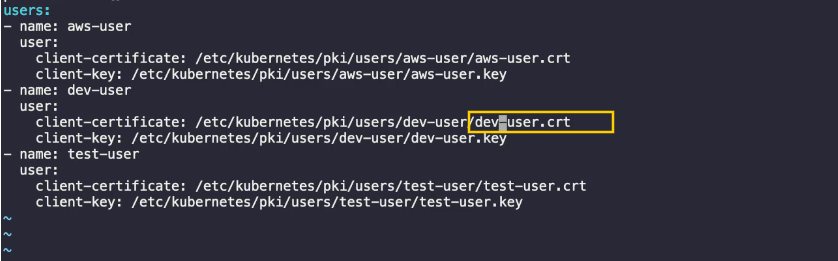 users:
- name: aws-user
  user:
    client-certificate: /etc/kubernetes/pki/users/aws-user/aws-user.crt
    client-key: /etc/kubernetes/pki/users/aws-user/aws-user.key
- name: dev-user
  user:
    client-certificate: /etc/kubernetes/pki/users/dev-user/dev-user.crt
    client-key: /etc/kubernetes/pki/users/dev-user/dev-user.key
- name: test-user
  user:
    client-certificate: /etc/kubernetes/pki/users/test-user/test-user.crt
    client-key: /etc/kubernetes/pki/users/test-user/test-user.key
~
~
~